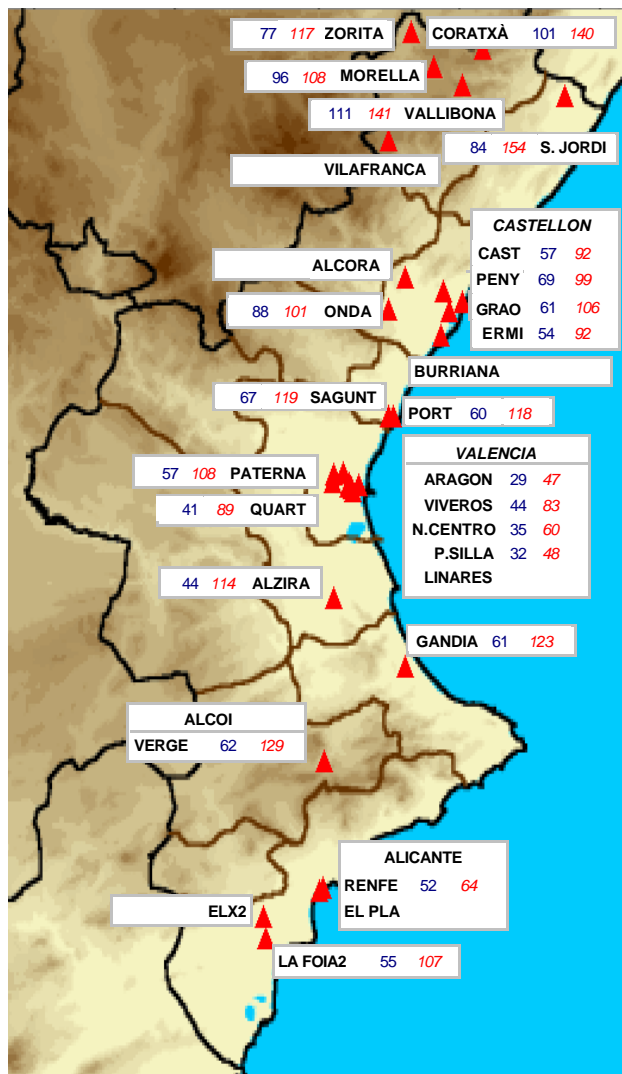 77 117 ZORITA
CORATXÀ 101 140
96 108 MORELLA
111 141 VALLIBONA
84 154 S. JORDI
VILAFRANCA
CASTELLON
CAST 57 92
PENY 69 99
GRAO 61 106
ERMI 54 92
ALCORA
88 101 ONDA
BURRIANA
67 119 SAGUNT
PORT 60 118
VALENCIA
ARAGON 29 47
VIVEROS 44 83
N.CENTRO 35 60
P.SILLA 32 48
LINARES
57 108 PATERNA
41 89 QUART
44 114 ALZIRA
GANDIA 61 123
ALCOI
VERGE 62 129
ALICANTE
RENFE 52 64
EL PLA
ELX2
LA FOIA2 55 107